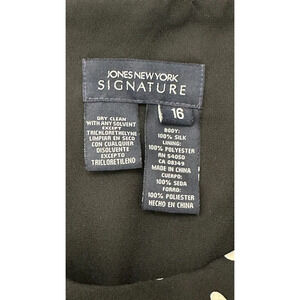 JONES NEW YORK
SIGNATURE
16
DRY CLEAN
WITH ANY SOLVENT
EXCEPT
TRICHLORETHELYNE
LIMPIAR EN SECO
CON CUALQUIER
DISOLVENTE
EXCEPTO
TRICLORETILENO
BODY:
100% SILK
LINING:
100% POLYESTER
RN 54050
CA 08349
MADE IN CHINA
CUERPO:
100% SEDA
FORRO:
100% POLIESTER
HECHO EN CHINA